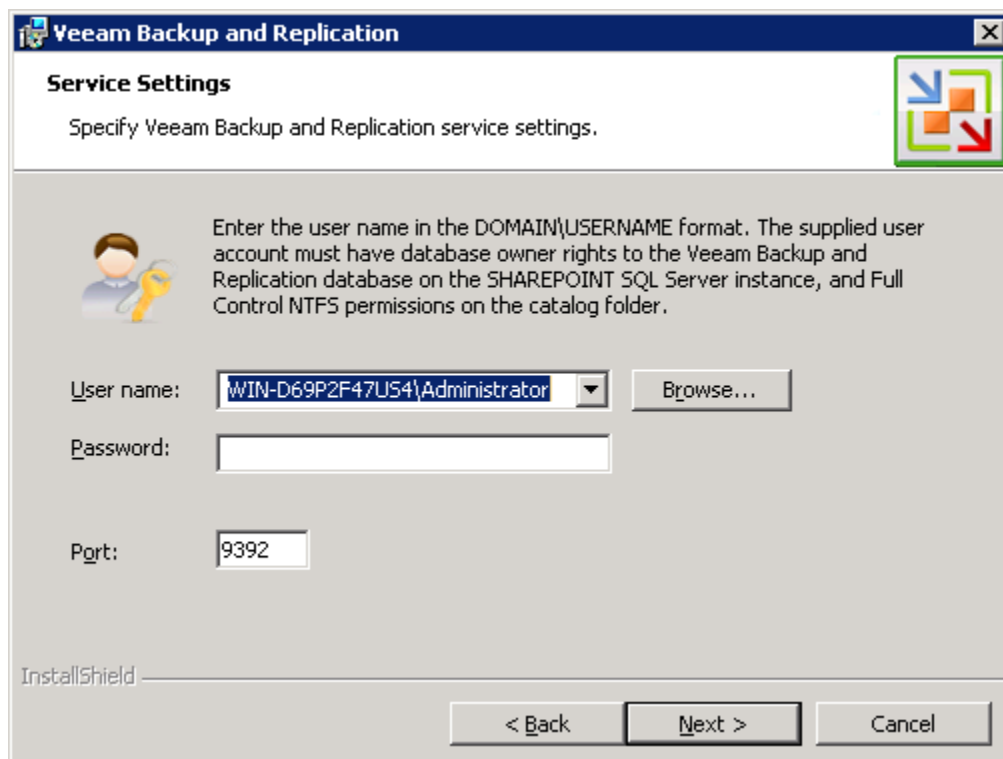 Veeam Backup and Replication
Service Settings
Specify Veeam Backup and Replication service settings.
Enter the user name in the DOMAIN\USERNAME format. The supplied user
account must have database owner rights to the Veeam Backup and
Replication database on the SHAREPOINT SQL Server instance, and Full
Control NTFS permissions on the catalog folder.
User name: WIN-D69P2F47US4\Administrator Browse...
Password:
Port: 9392
InstallShield
< Back Next > Cancel